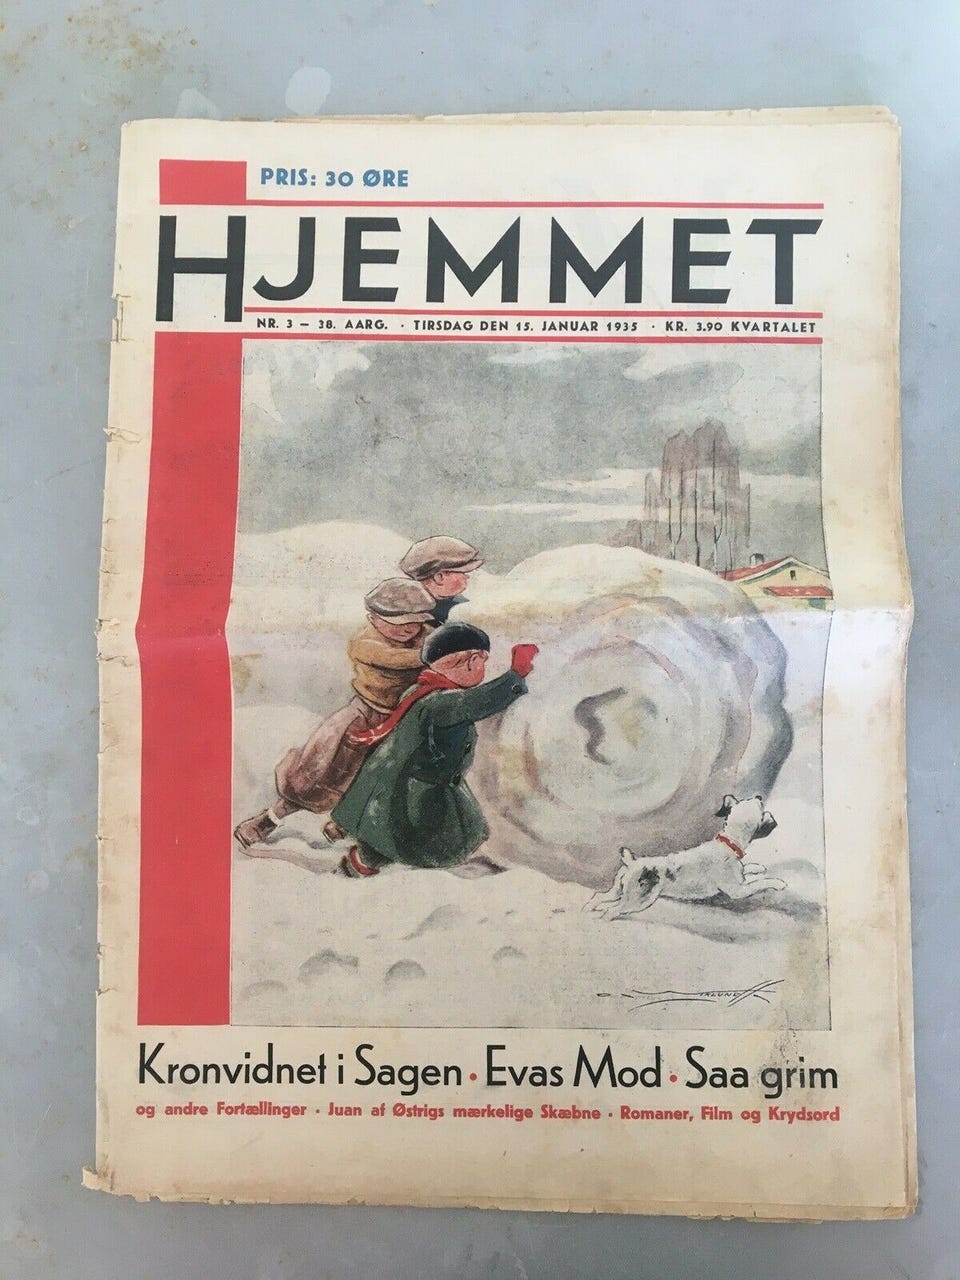 PRIS: 30 ØRE
HJEMMET
NR. 3 – 38. AARG. · TIRSDAG DEN 15. JANUAR 1935 · KR. 3.90 KVARTALET
Kronvidnet i Sagen · Evas Mod · Saa grim
og andre Fortællinger · Juan af Østrigs mærkelige Skæbne · Romaner, Film og Krydsord